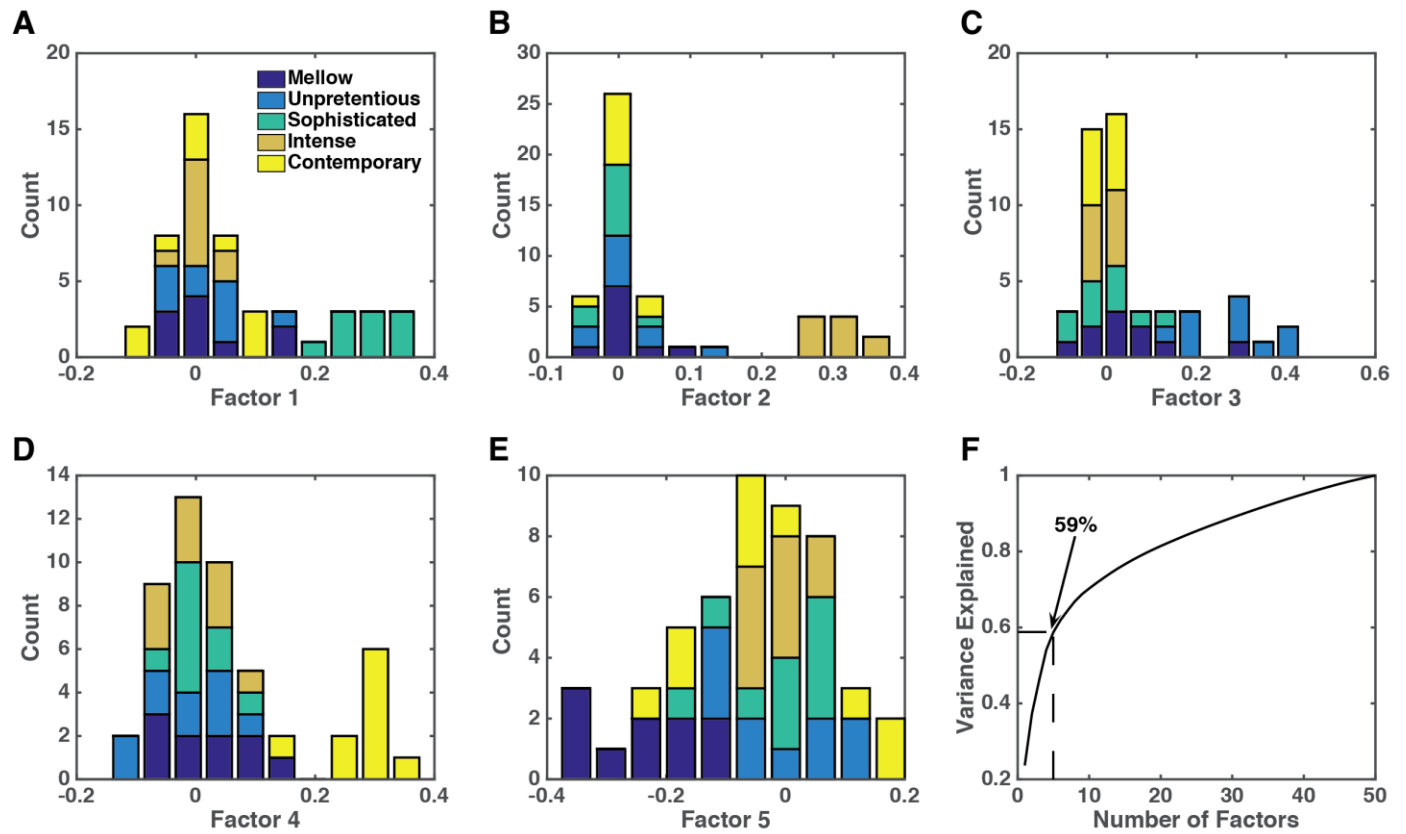 A
20
15
10
5
0
Count
-0.2
0
0.2
0.4
Factor 1
Mellow
Unpretentious
Sophisticated
Intense
Contemporary
B
30
25
20
15
10
5
0
Count
-0.1
0
0.1
0.2
0.3
0.4
Factor 2
C
20
15
10
5
0
Count
-0.2
0
0.2
0.4
0.6
Factor 3
D
14
12
10
8
6
4
2
0
Count
-0.2
0
0.2
0.4
Factor 4
E
10
8
6
4
2
0
Count
-0.4
-0.2
0
0.2
Factor 5
F
1
0.8
0.6
0.4
0.2
Variance Explained
59%
0
10
20
30
40
50
Number of Factors